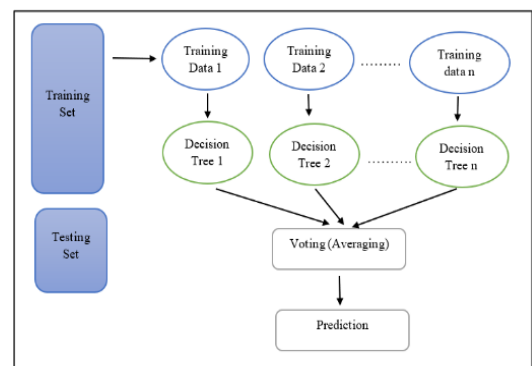 Training
Set
Training
Data 1
Training
Data 2
..........
Training
data n
Decision
Tree 1
Decision
Tree 2
..........
Decision
Tree n
Testing
Set
Voting (Averaging)
Prediction